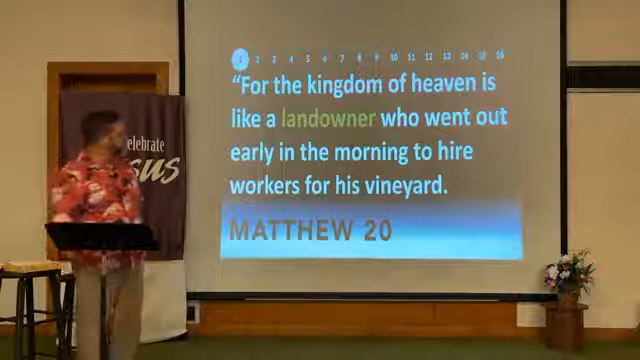 1 2 3 4 5 6 7 8 9 10 11 12 13 14 15 16
“For the kingdom of heaven is
like a landowner who went out
early in the morning to hire
workers for his vineyard.
MATTHEW 20
elebrate
sus